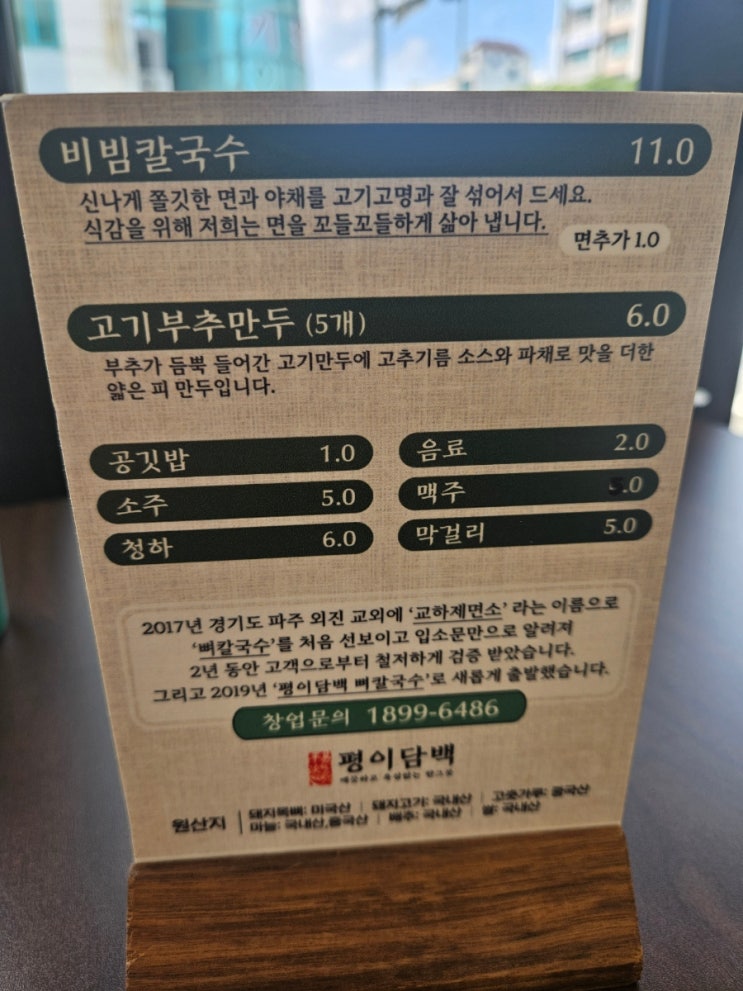 비빔칼국수 11.0
신나게 쫄깃한 면과 야채를 고기고명과 잘 섞어서 드세요.
식감을 위해 저희는 면을 꼬들꼬들하게 삶아 냅니다.
면추가 1.0
고기부추만두 (5개) 6.0
부추가 듬뿍 들어간 고기만두에 고추기름 소스와 파채로 맛을 더한
얇은 피 만두입니다.
공깃밥 1.0
음료 2.0
소주 5.0
맥주 5.0
청하 6.0
막걸리 5.0
2017년 경기도 파주 외진 교외에 '교하제면소' 라는 이름으로
'뼈칼국수'를 처음 선보이고 입소문만으로 알려져
2년 동안 고객으로부터 철저하게 검증 받았습니다.
그리고 2019년 '평이담백 뼈칼국수'로 새롭게 출발했습니다.
창업문의 1899-6486
평이담백
원산지
돼지목뼈: 미국산 | 돼지고기: 국내산 | 고춧가루: 중국산
마늘: 국내산,중국산 | 배추: 국내산 | 쌀: 국내산